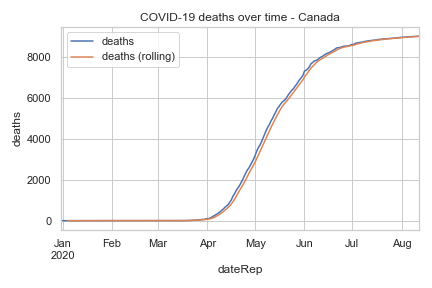 COVID-19 deaths over time - Canada
deaths
deaths (rolling)
deaths
8000
6000
4000
2000
0
Jan Feb Mar Apr May Jun Jul Aug
2020
dateRep